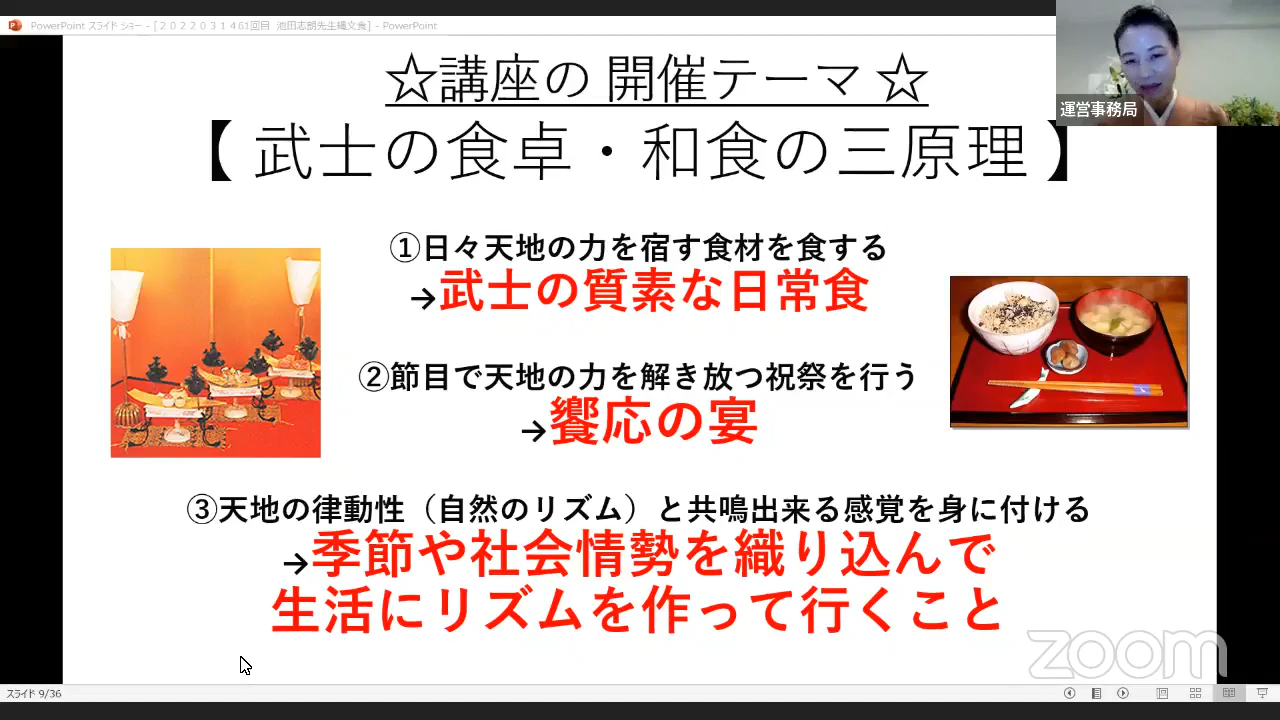 PowerPoint スライド ショー - [２０２２０３１４61回目 池田志朗先生縄文食] - PowerPoint
運営事務局
☆講座の 開催テーマ ☆
【 武士の食卓・和食の三原理 】
①日々天地の力を宿す食材を食する
→武士の質素な日常食
②節目で天地の力を解き放つ祝祭を行う
→饗応の宴
③天地の律動性（自然のリズム）と共鳴出来る感覚を身に付ける
→季節や社会情勢を織り込んで
生活にリズムを作って行くこと
zoom
スライド 9/36